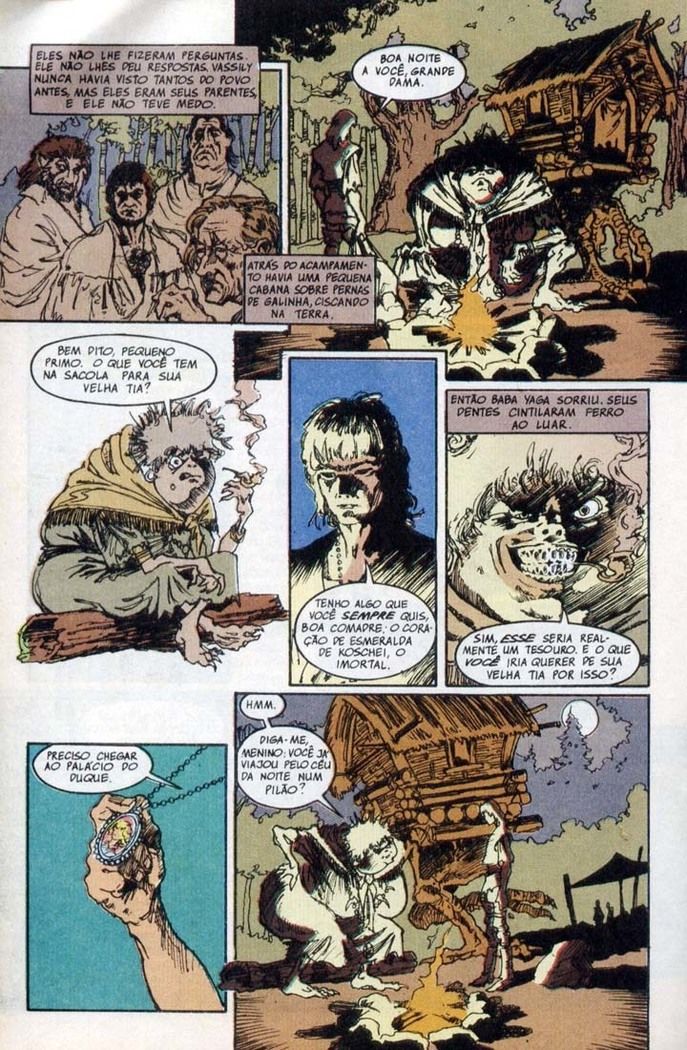 ELES NÃO LHE FIZERAM PERGUNTAS.
ELE NÃO LHES DEU RESPOSTAS. VASSILY
NUNCA HAVIA VISTO TANTOS DO POVO
ANTES, MAS ELES ERAM SEUS PARENTES,
E ELE NÃO TEVE MEDO.
BOA NOITE
A VOCÊ, GRANDE
DAMA.
ATRÁS DO ACAMPAMEN-
TO HAVIA UMA PEQUENA
CABANA SOBRE PERNAS
DE GALINHA, CISCANDO
NA TERRA.
BEM DITO, PEQUENO
PRIMO. O QUE VOCÊ TEM
NA SACOLA PARA SUA
VELHA TIA?
TENHO ALGO QUE
VOCÊ SEMPRE QUIS,
BOA COMADRE; O CORA-
ÇÃO DE ESMERALDA
DE KOSCHEI, O
IMORTAL.
ENTÃO BABA YAGA SORRIU. SEUS
DENTES CINTILARAM FERRO
AO LUAR.
SIM, ESSE SERIA REAL-
MENTE UM TESOURO. E O QUE
VOCÊ IRIA QUERER DE SUA
VELHA TIA POR ISSO?
PRECISO CHEGAR
AO PALÁCIO DO
DUQUE.
HMM.
DIGA-ME,
MENINO: VOCÊ JÁ
VIAJOU PELO CÉU
DA NOITE NUM
PILÃO?